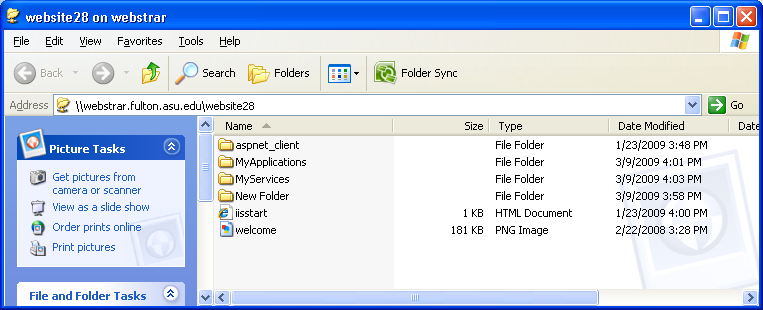 website28 on webstrar
File Edit View Favorites Tools Help
Back Search Folders Folder Sync
Address \\webstrar.fulton.asu.edu\website28 Go
Picture Tasks
Get pictures from
camera or scanner
View as a slide show
Order prints online
Print pictures
File and Folder Tasks
Name Size Type Date Modified Date
aspnet_client File Folder 1/23/2009 3:48 PM
MyApplications File Folder 3/9/2009 4:01 PM
MyServices File Folder 3/9/2009 4:03 PM
New Folder File Folder 3/9/2009 3:58 PM
iisstart 1 KB HTML Document 1/23/2009 4:00 PM
welcome 181 KB PNG Image 2/22/2008 3:28 PM